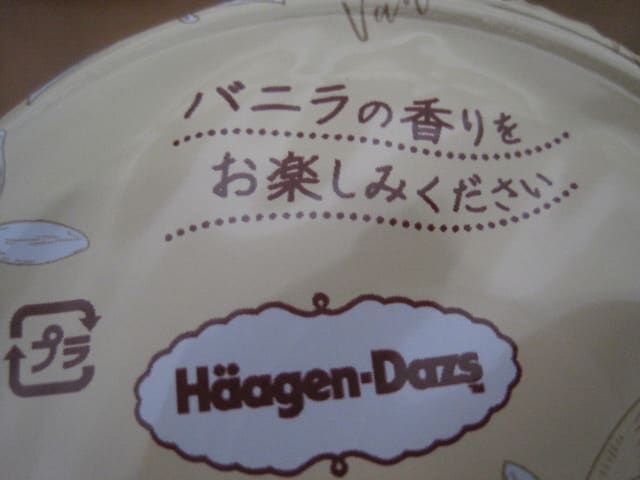 バニラの香りを
お楽しみください
プラ
Häagen-Dazs
TM